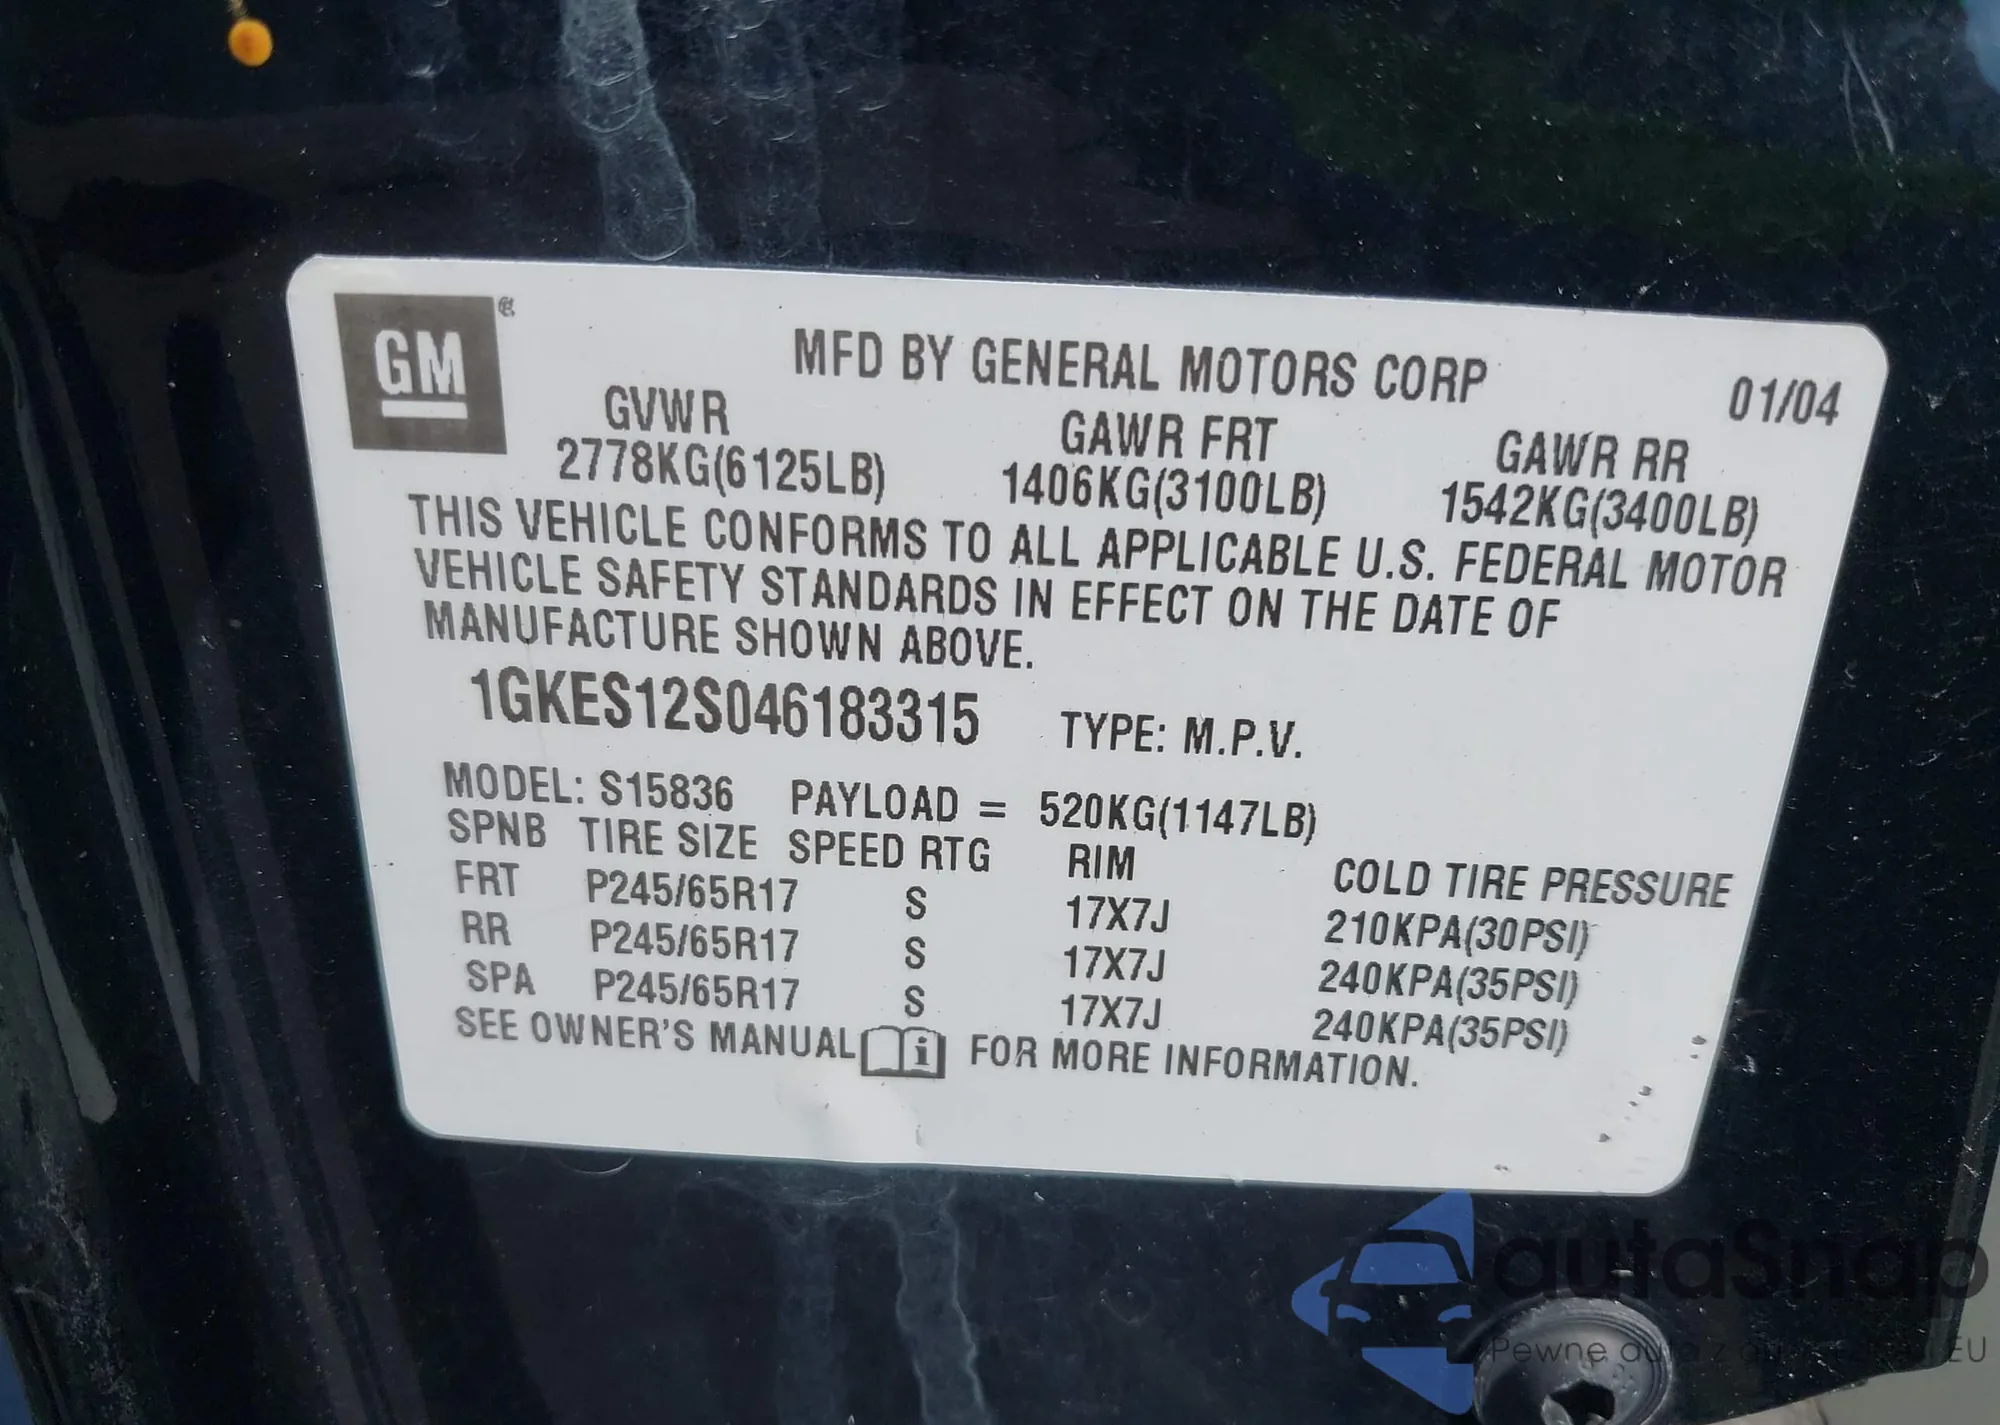 GM
MFD BY GENERAL MOTORS CORP 01/04
GVWR GAWR FRT GAWR RR
2778KG(6125LB) 1406KG(3100LB) 1542KG(3400LB)
THIS VEHICLE CONFORMS TO ALL APPLICABLE U.S. FEDERAL MOTOR
VEHICLE SAFETY STANDARDS IN EFFECT ON THE DATE OF
MANUFACTURE SHOWN ABOVE.
1GKES12S046183315 TYPE: M.P.V.
MODEL: S15836 PAYLOAD = 520KG(1147LB)
SPNB TIRE SIZE SPEED RTG RIM COLD TIRE PRESSURE
FRT P245/65R17 S 17X7J 210KPA(30PSI)
RR P245/65R17 S 17X7J 240KPA(35PSI)
SPA P245/65R17 S 17X7J 240KPA(35PSI)
SEE OWNER'S MANUAL i FOR MORE INFORMATION.
autaSnap
Pewne auta z EU